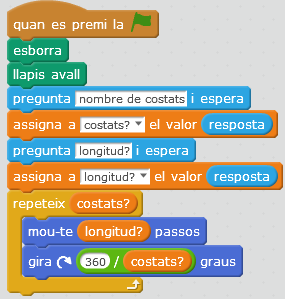 quan es premi la
esborra
llapis avall
pregunta nombre de costats i espera
assigna a costats? el valor resposta
pregunta longitud? i espera
assigna a longitud? el valor resposta
repeteix costats?
mou-te longitud? passos
gira 360 / costats? graus